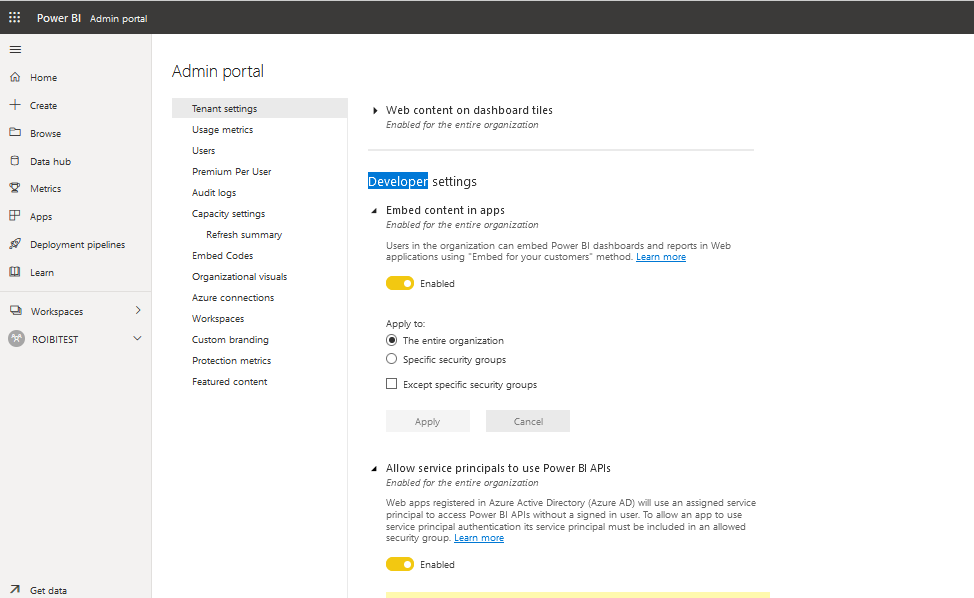 Power BI Admin portal
Home
Create
Browse
Data hub
Metrics
Apps
Deployment pipelines
Learn
Workspaces
ROIBITEST
Get data
Admin portal
Tenant settings
Usage metrics
Users
Premium Per User
Audit logs
Capacity settings
Refresh summary
Embed Codes
Organizational visuals
Azure connections
Workspaces
Custom branding
Protection metrics
Featured content
Web content on dashboard tiles
Enabled for the entire organization
Developer settings
Embed content in apps
Enabled for the entire organization
Users in the organization can embed Power BI dashboards and reports in Web
applications using "Embed for your customers" method. Learn more
Enabled
Apply to:
The entire organization
Specific security groups
Except specific security groups
Apply
Cancel
Allow service principals to use Power BI APIs
Enabled for the entire organization
Web apps registered in Azure Active Directory (Azure AD) will use an assigned service
principal to access Power BI APIs without a signed in user. To allow an app to use
service principal authentication its service principal must be included in an allowed
security group. Learn more
Enabled